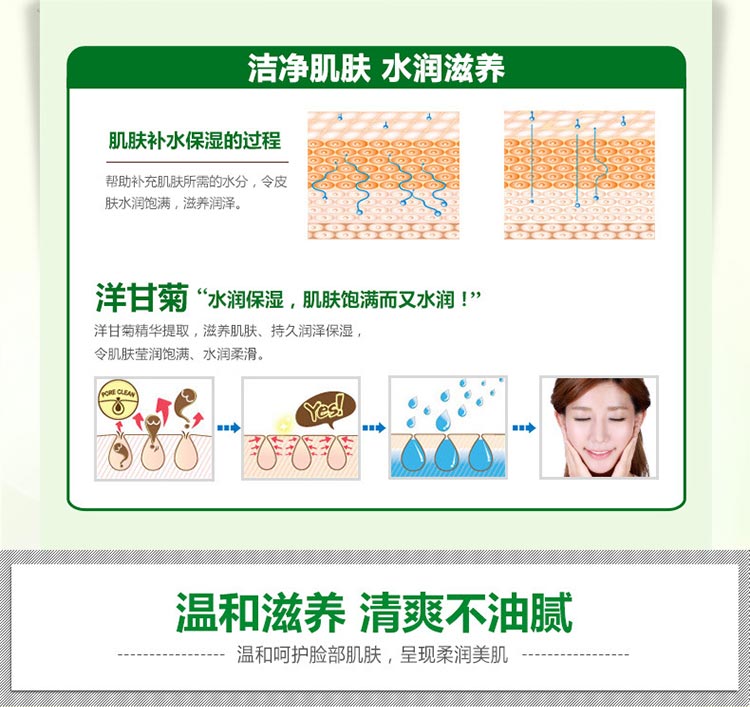 洁净肌肤 水润滋养
肌肤补水保湿的过程
帮助补充肌肤所需的水分，令皮
肤水润饱满，滋养润泽。
洋甘菊“水润保湿，肌肤饱满而又水润！”
洋甘菊精华提取，滋养肌肤、持久润泽保湿，
令肌肤莹润饱满、水润柔滑。
PORE CLEAN
Yes!
温和滋养 清爽不油腻
温和呵护脸部肌肤，呈现柔润美肌